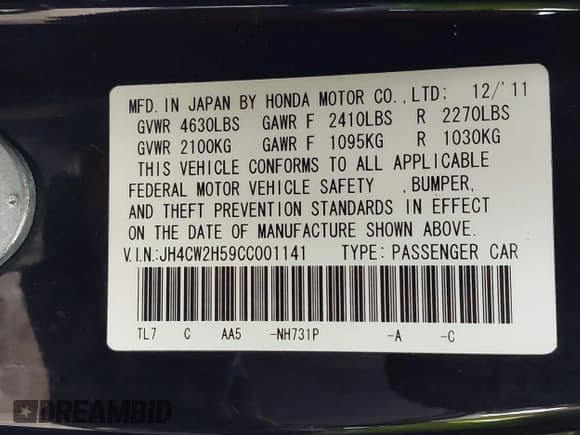 MFD. IN JAPAN BY HONDA MOTOR CO., LTD: 12/'11
GVWR 4630LBS GAWR F 2410LBS R 2270LBS
GVWR 2100KG GAWR F 1095KG R 1030KG
THIS VEHICLE CONFORMS TO ALL APPLICABLE
FEDERAL MOTOR VEHICLE SAFETY , BUMPER,
AND THEFT PREVENTION STANDARDS IN EFFECT
ON THE DATE OF MANUFACTURE SHOWN ABOVE.
V.I.N.:JH4CW2H59CC001141 TYPE: PASSENGER CAR
TL7 C AA5 -NH731P -A -C
DREAMBID